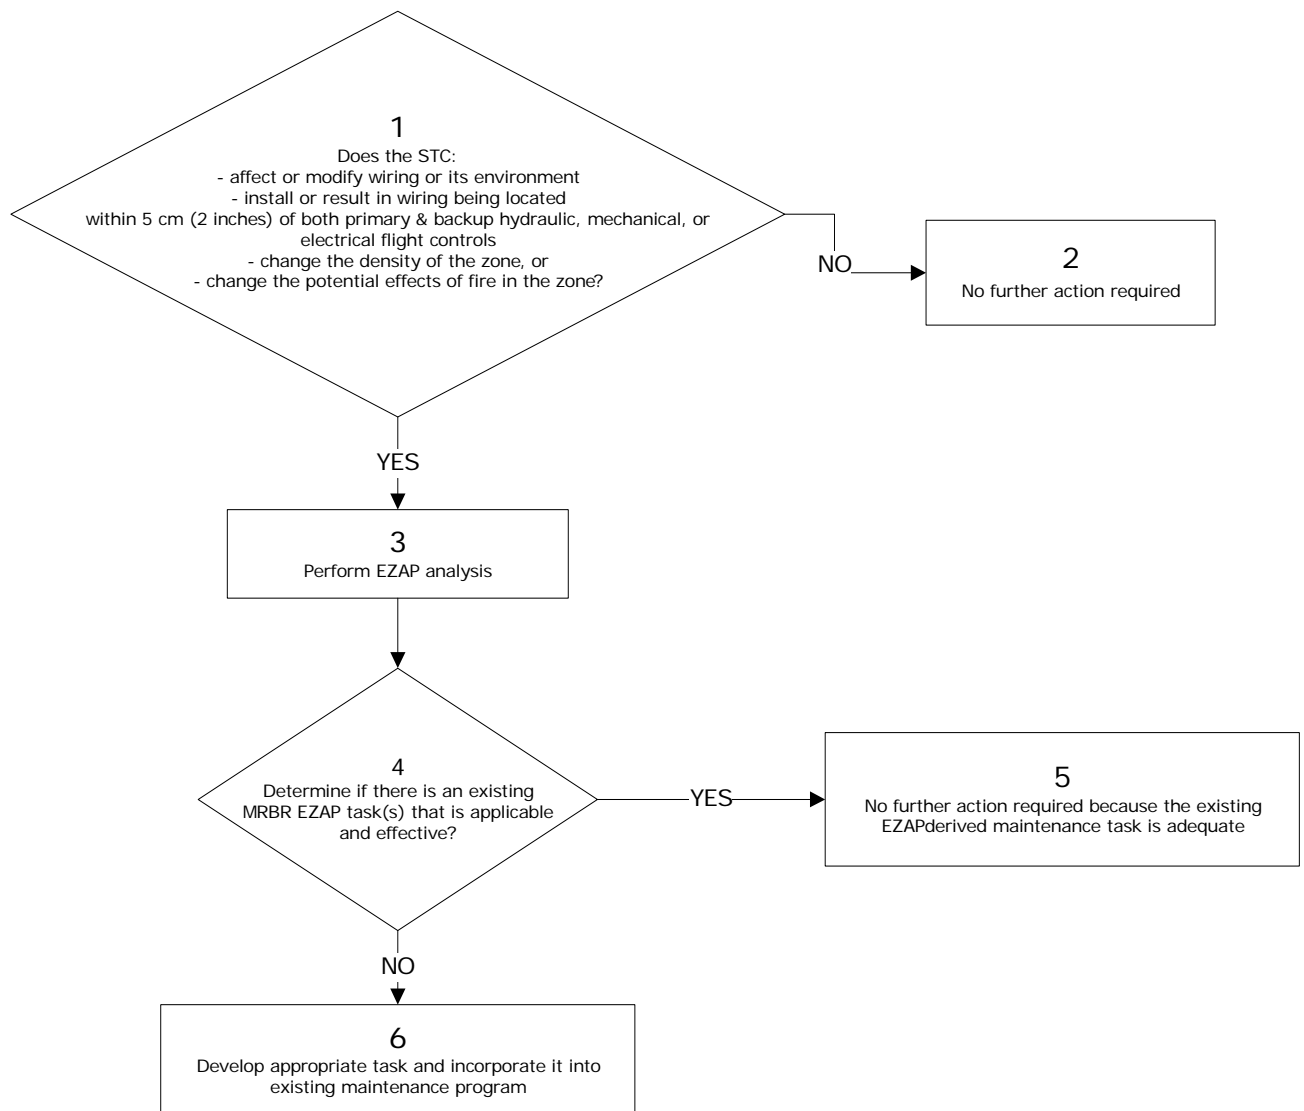 1
Does the STC:
- affect or modify wiring or its environment
- install or result in wiring being located
within 5 cm (2 inches) of both primary & backup hydraulic, mechanical, or
electrical flight controls
- change the density of the zone, or
- change the potential effects of fire in the zone?
NO
2
No further action required
YES
3
Perform EZAP analysis
4
Determine if there is an existing
MRBR EZAP task(s) that is applicable
and effective?
YES
5
No further action required because the existing
EZAPderived maintenance task is adequate
NO
6
Develop appropriate task and incorporate it into
existing maintenance program